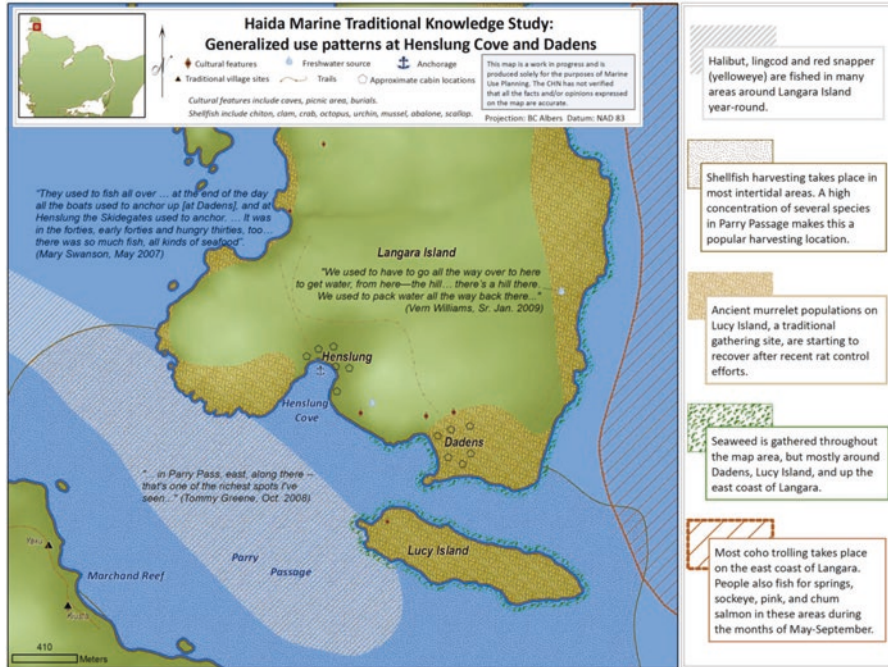 Haida Marine Traditional Knowledge Study:
Generalized use patterns at Henslung Cove and Dadens
Cultural features
Freshwater source
Anchorage
Traditional village sites
Trails
Approximate cabin locations
Cultural features include caves, picnic area, burials.
Shellfish include chiton, clam, crab, octopus, urchin, mussel, abalone, scallop.
This map is a work in progress and is
produced solely for the purposes of Marine
Use Planning. The CHN has not verified
that all the facts and/or opinions expressed
on the map are accurate.
Projection: BC Albers Datum: NAD 83
"They used to fish all over ... at the end of the day
all the boats used to anchor up [at Dadens], and at
Henslung the Skidegates used to anchor. ... It was
in the forties, early forties and hungry thirties, too...
there was so much fish, all kinds of seafood".
(Mary Swanson, May 2007)
Langara Island
"We used to have to go all the way over to here
to get water, from here—the hill... there's a hill there.
We used to pack water all the way back there..."
(Vern Williams, Sr. Jan. 2009)
Henslung
Henslung
Cove
Dadens
"... in Parry Pass, east, along there –
that's one of the richest spots I've
seen..." (Tommy Greene, Oct. 2008)
Lucy Island
Parry
Passage
Marchand Reef
410
Meters
Halibut, lingcod and red snapper
(yelloweye) are fished in many
areas around Langara Island
year-round.
Shellfish harvesting takes place in
most intertidal areas. A high
concentration of several species
in Parry Passage makes this a
popular harvesting location.
Ancient murrelet populations on
Lucy Island, a traditional
gathering site, are starting to
recover after recent rat control
efforts.
Seaweed is gathered throughout
the map area, but mostly around
Dadens, Lucy Island, and up the
east coast of Langara.
Most coho trolling takes place
on the east coast of Langara.
People also fish for springs,
sockeye, pink, and chum
salmon in these areas during
the months of May-September.